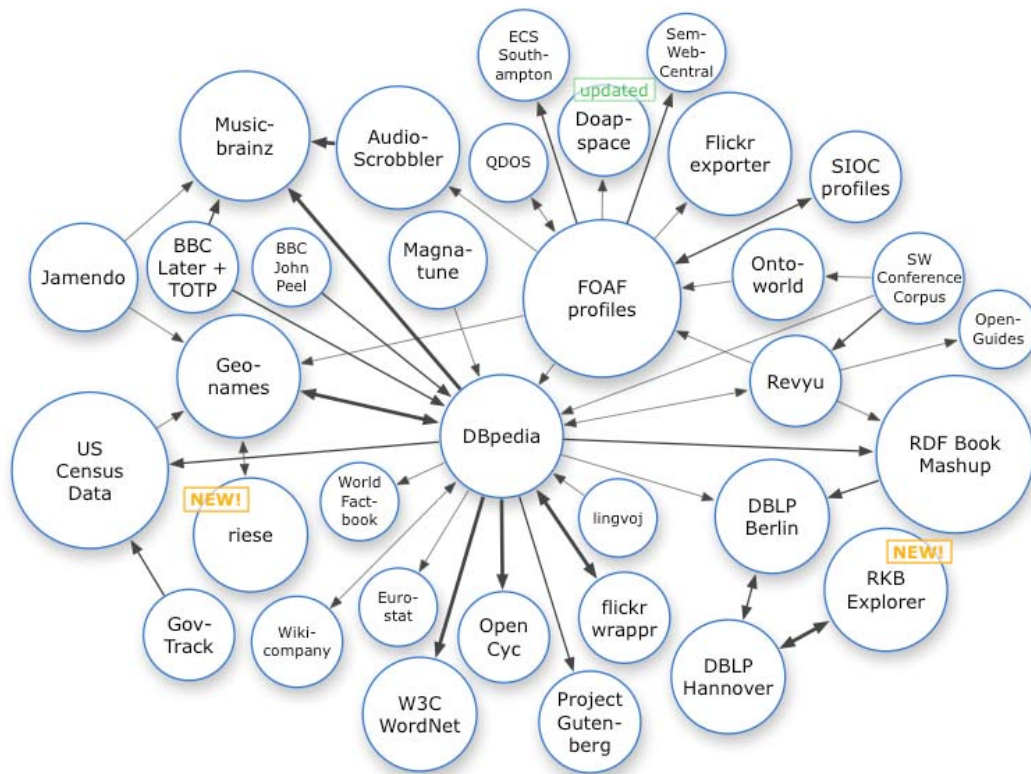 ECS
South-
ampton
Sem-
Web-
Central
updated
Doap-
space
Music-
brainz
Audio-
Scrobbler
QDOS
Flickr
exporter
SIOC
profiles
Jamendo
BBC
Later +
TOTP
BBC
John
Peel
Magna-
tune
FOAF
profiles
Onto-
world
SW
Conference
Corpus
Open-
Guides
Geo-
names
Revyu
DBpedia
US
Census
Data
RDF Book
Mashup
NEW!
riese
World
Fact-
book
lingvoj
DBLP
Berlin
NEW!
RKB
Explorer
Gov-
Track
Wiki-
company
Euro-
stat
Open
Cyc
flickr
wrappr
DBLP
Hannover
W3C
WordNet
Project
Guten-
berg